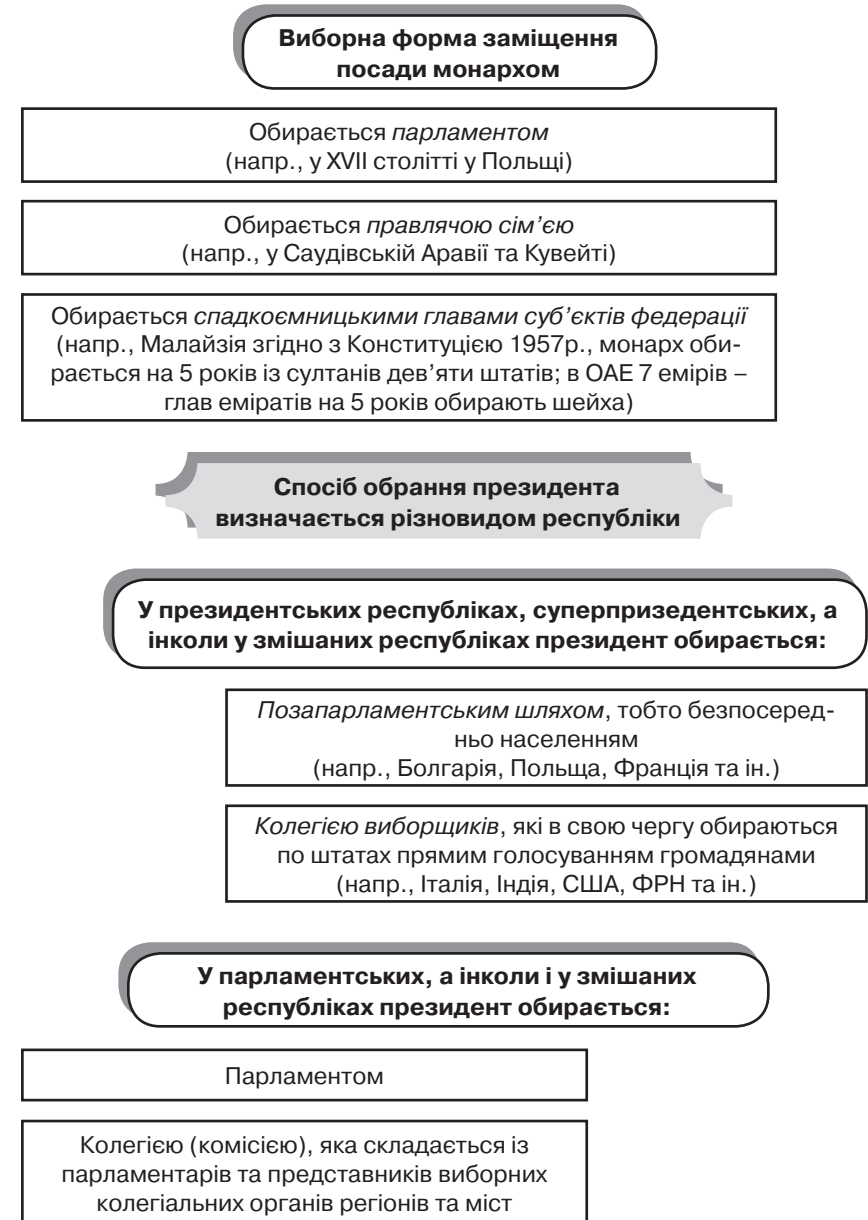 Виборна форма заміщення
посади монархом
Обирається парламентом
(напр., у XVII столітті у Польщі)
Обирається правлячою сім’єю
(напр., у Саудівській Аравії та Кувейті)
Обирається спадкоємницькими главами суб’єктів федерації
(напр., Малайзія згідно з Конституцією 1957р., монарх оби-
рається на 5 років із султанів дев’яти штатів; в ОАЕ 7 емірів –
глав еміратів на 5 років обирають шейха)
Спосіб обрання президента
визначається різновидом республіки
У президентських республіках, суперпризедентських, а
інколи у змішаних республіках президент обирається:
Позапарламентським шляхом, тобто безпосеред-
ньо населенням
(напр., Болгарія, Польща, Франція та ін.)
Колегією виборщиків, які в свою чергу обираються
по штатах прямим голосуванням громадянами
(напр., Італія, Індія, США, ФРН та ін.)
У парламентських, а інколи і у змішаних
республіках президент обирається:
Парламентом
Колегією (комісією), яка складається із
парламентарів та представників виборних
колегіальних органів регіонів та міст